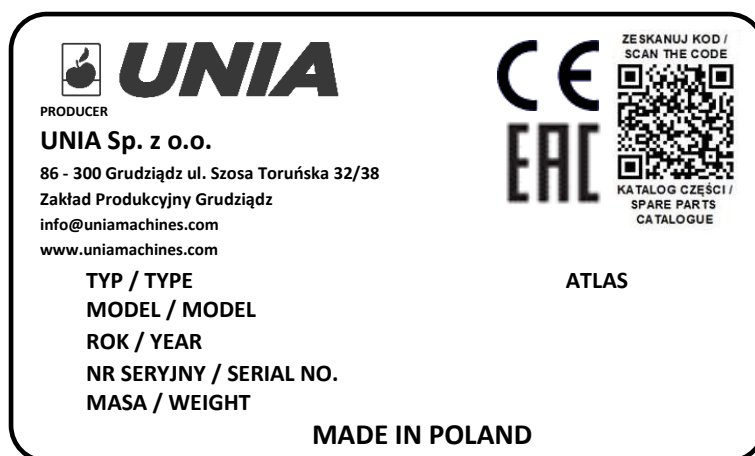 UNIA
PRODUCER
UNIA Sp. z o.o.
86 - 300 Grudziądz ul. Szosa Toruńska 32/38
Zakład Produkcyjny Grudziądz
info@uniamachines.com
www.uniamachines.com
CE
EAC
ZESKANUJ KOD /
SCAN THE CODE
KATALOG CZĘŚCI /
SPARE PARTS
CATALOGUE
TYP / TYPE ATLAS
MODEL / MODEL
ROK / YEAR
NR SERYJNY / SERIAL NO.
MASA / WEIGHT
MADE IN POLAND